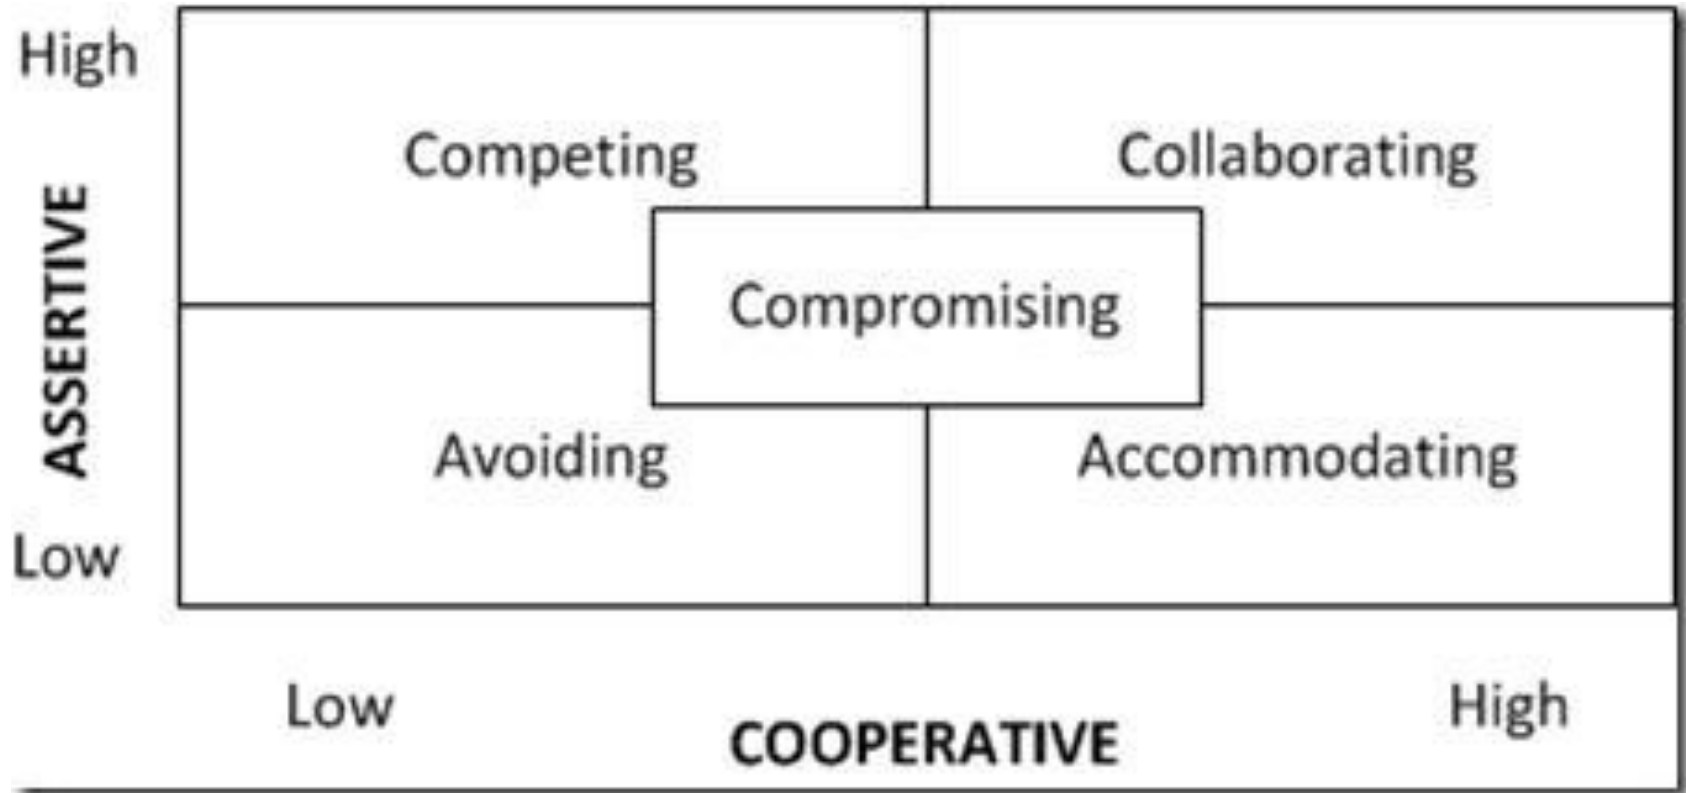 High
Competing
Collaborating
ASSERTIVE
Compromising
Avoiding
Accommodating
Low
Low
High
COOPERATIVE